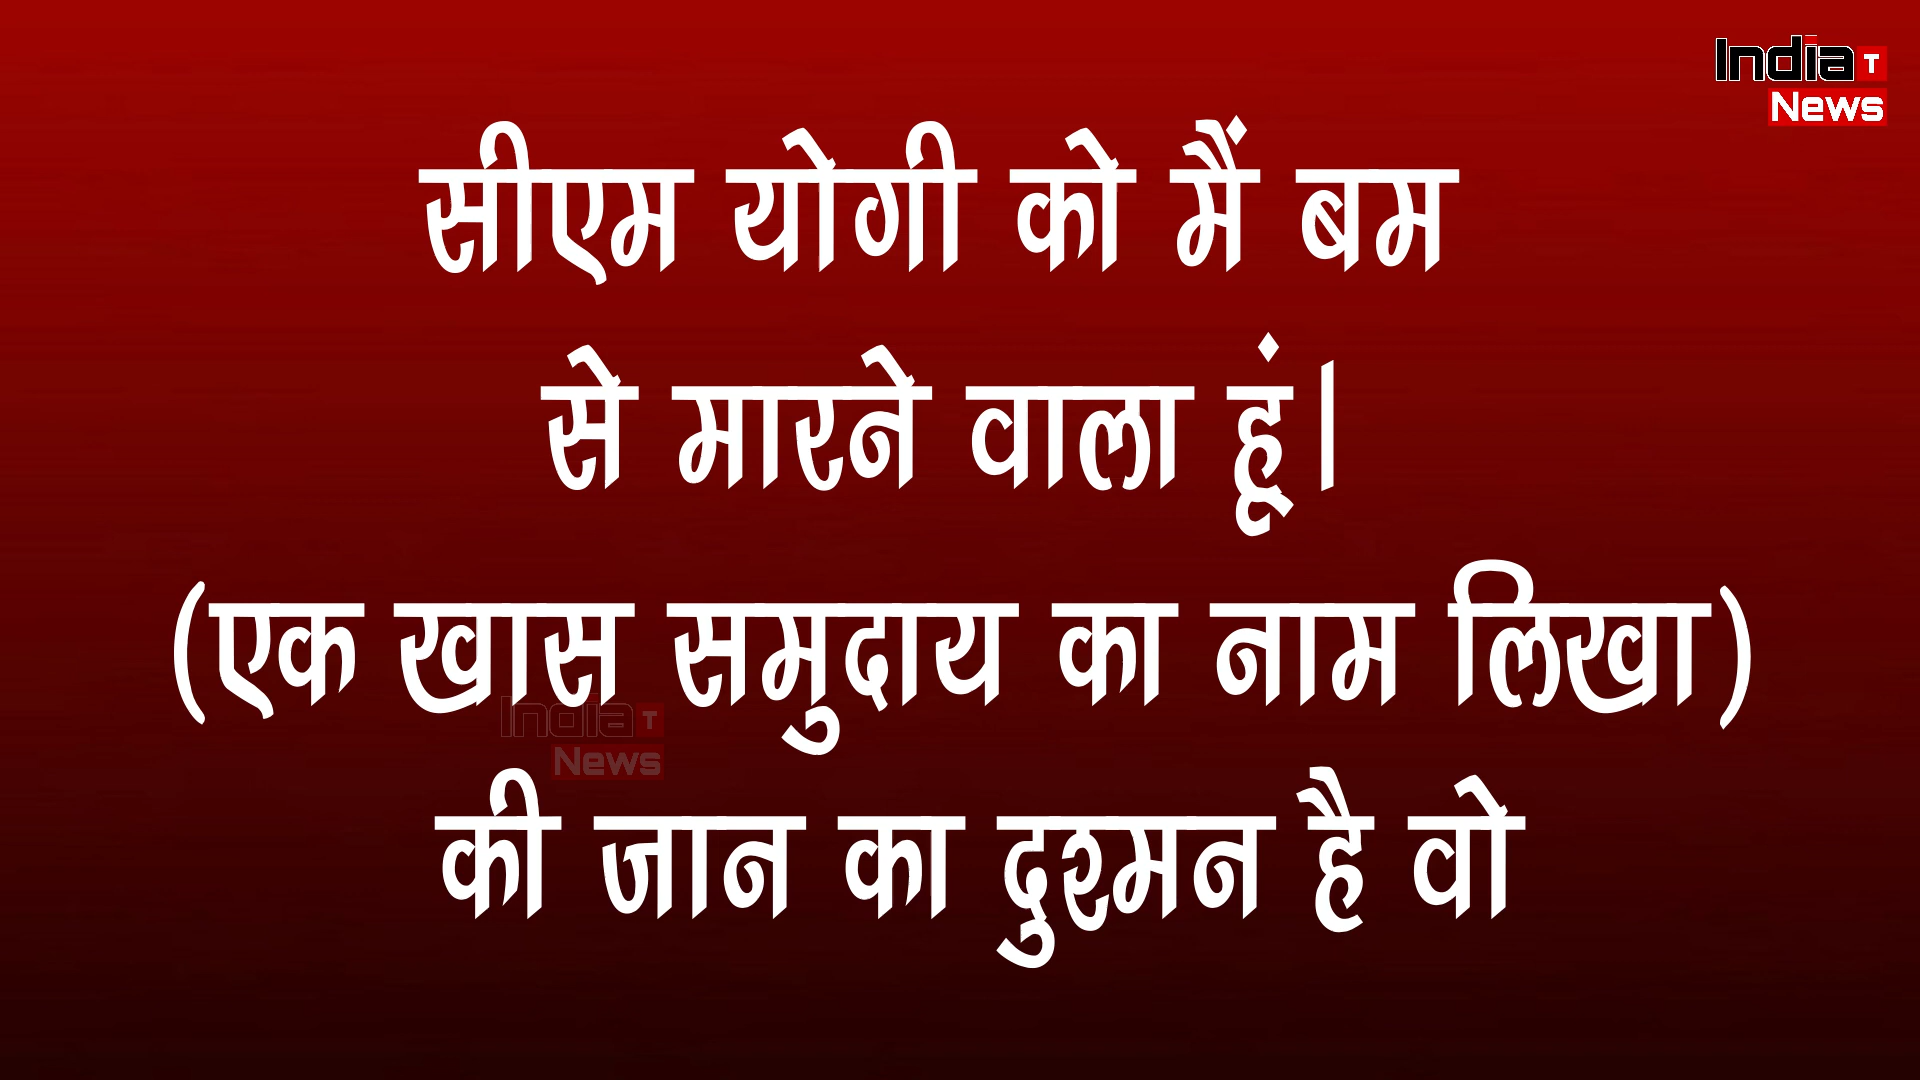 India T
News
सीएम योगी को मैं बम
से मारने वाला हूं।
(एक खास समुदाय का नाम लिखा)
India T
News
की जान का दुश्मन है वो